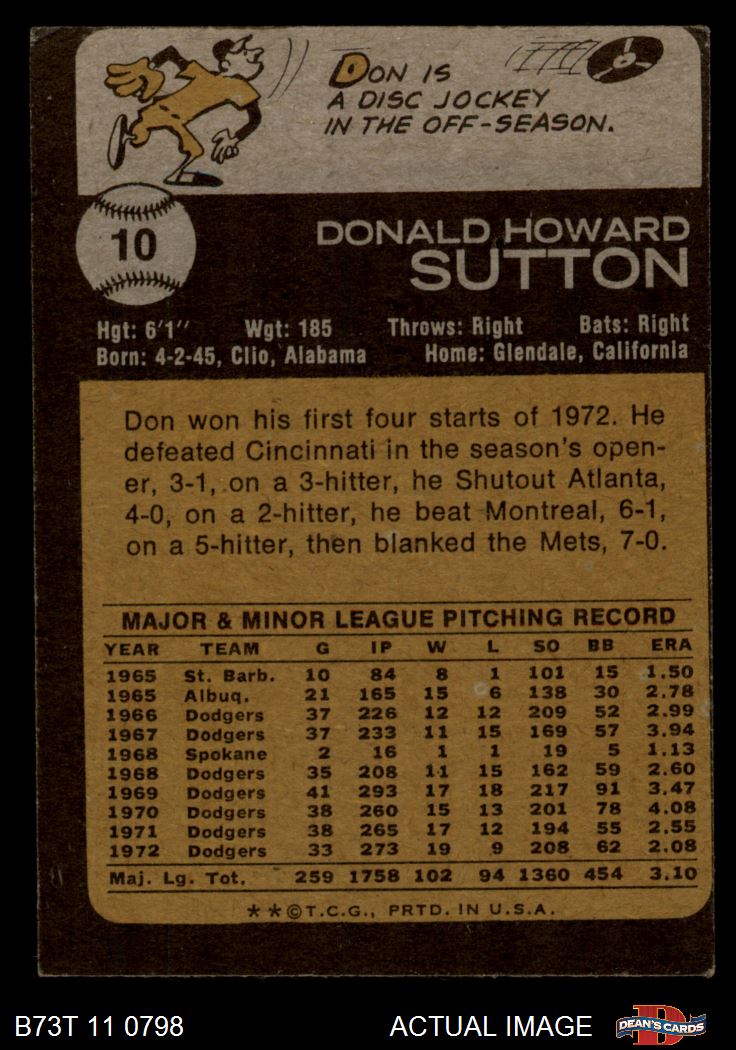 DON IS
A DISC JOCKEY
IN THE OFF-SEASON.
10
DONALD HOWARD
SUTTON
Hgt: 6'1" Wgt: 185 Throws: Right Bats: Right
Born: 4-2-45, Clio, Alabama Home: Glendale, California
Don won his first four starts of 1972. He
defeated Cincinnati in the season's open-
er, 3-1, on a 3-hitter, he Shutout Atlanta,
4-0, on a 2-hitter, he beat Montreal, 6-1,
on a 5-hitter, then blanked the Mets, 7-0.
MAJOR & MINOR LEAGUE PITCHING RECORD
YEAR TEAM G IP W L SO BB ERA
1965 St. Barb. 10 84 8 1 101 15 1.50
1965 Albuq. 21 165 15 6 138 30 2.78
1966 Dodgers 37 226 12 12 209 52 2.99
1967 Dodgers 37 233 11 15 169 57 3.94
1968 Spokane 2 16 1 1 19 5 1.13
1968 Dodgers 35 208 11 15 162 59 2.60
1969 Dodgers 41 293 17 18 217 91 3.47
1970 Dodgers 38 260 15 13 201 78 4.08
1971 Dodgers 38 265 17 12 194 55 2.55
1972 Dodgers 33 273 19 9 208 62 2.08
Maj. Lg. Tot. 259 1758 102 94 1360 454 3.10
**©T.C.G., PRTD. IN U.S.A.
B73T 11 0798 ACTUAL IMAGE D DEAN'S CARDS